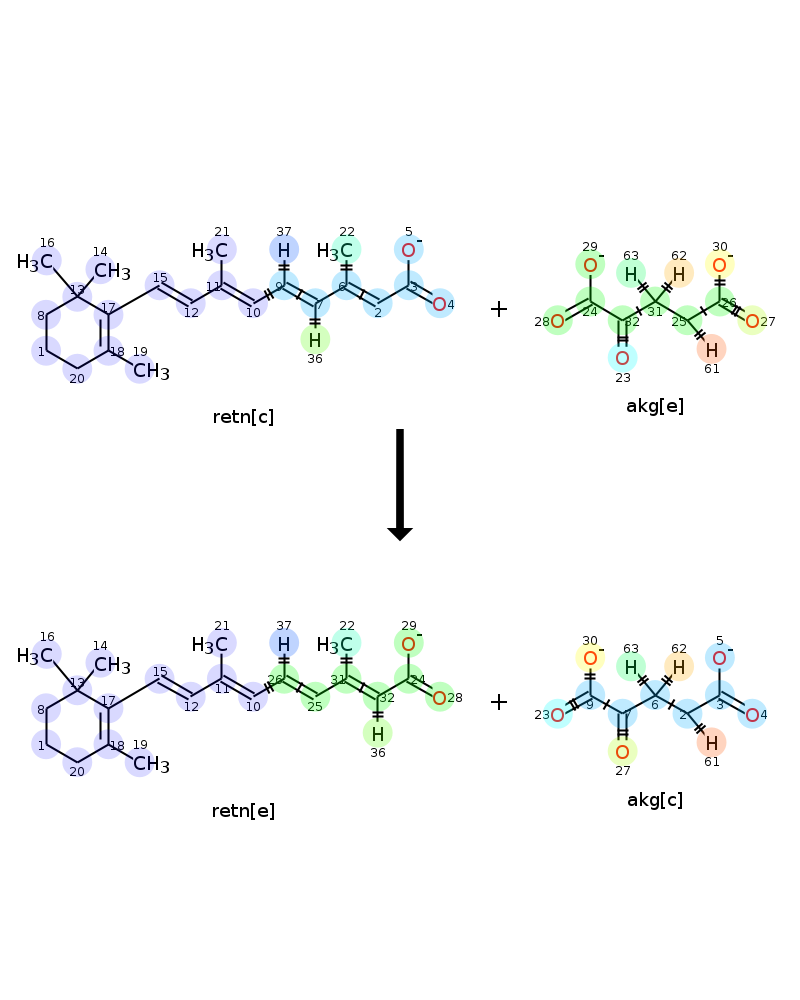 21 37 22 5
16 14 H₃C H H₃C O⁻
H₃C CH₃ 15 11 9 6 3
13 12 10 7 2 O 4
8 17
1 18 19 H
20 CH₃ 36
retn[c]
+
29 63 62 30
O⁻ H H O⁻
28 O 24 32 31 25 26 O 27
O H
23 61
akg[e]
21 37 22 29
16 14 H₃C H H₃C O⁻
H₃C CH₃ 15 11 26 31 24
13 12 10 25 32 O 28
8 17
1 18 19 H
20 CH₃ 36
retn[e]
+
30 63 62 5
O⁻ H H O⁻
23 O 9 7 6 2 3 O 4
O H
27 61
akg[c]